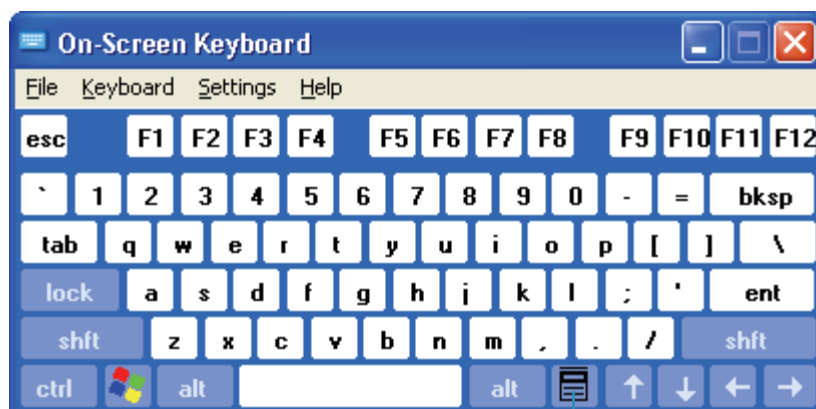 On-Screen Keyboard
File Keyboard Settings Help
esc F1 F2 F3 F4 F5 F6 F7 F8 F9 F10 F11 F12
` 1 2 3 4 5 6 7 8 9 0 - = bksp
tab q w e r t y u i o p [ ] \
lock a s d f g h j k l ; ' ent
shft z x c v b n m , . / shft
ctrl alt alt ↑ ↓ ← →